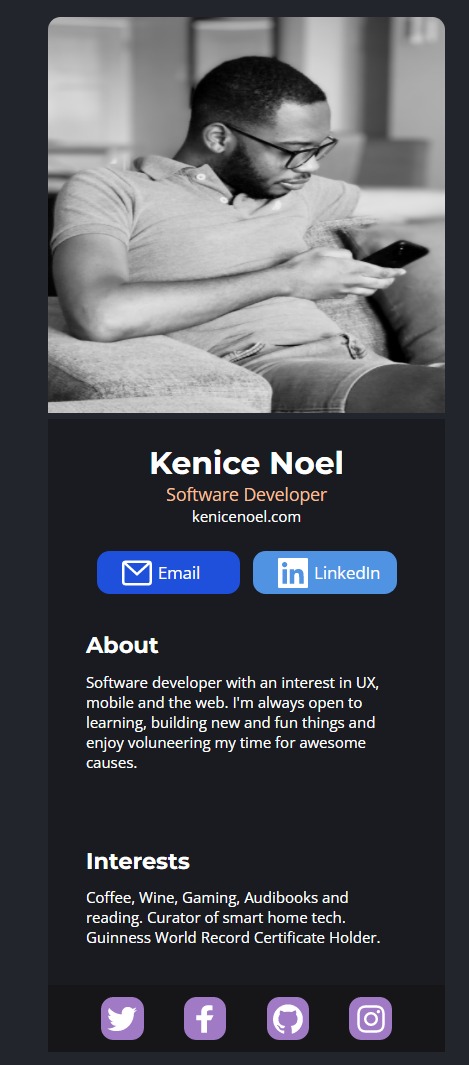 Kenice Noel
Software Developer
kenicenoel.com
Email
in LinkedIn
About
Software developer with an interest in UX,
mobile and the web. I'm always open to
learning, building new and fun things and
enjoy voluneering my time for awesome
causes.
Interests
Coffee, Wine, Gaming, Audibooks and
reading. Curator of smart home tech.
Guinness World Record Certificate Holder.